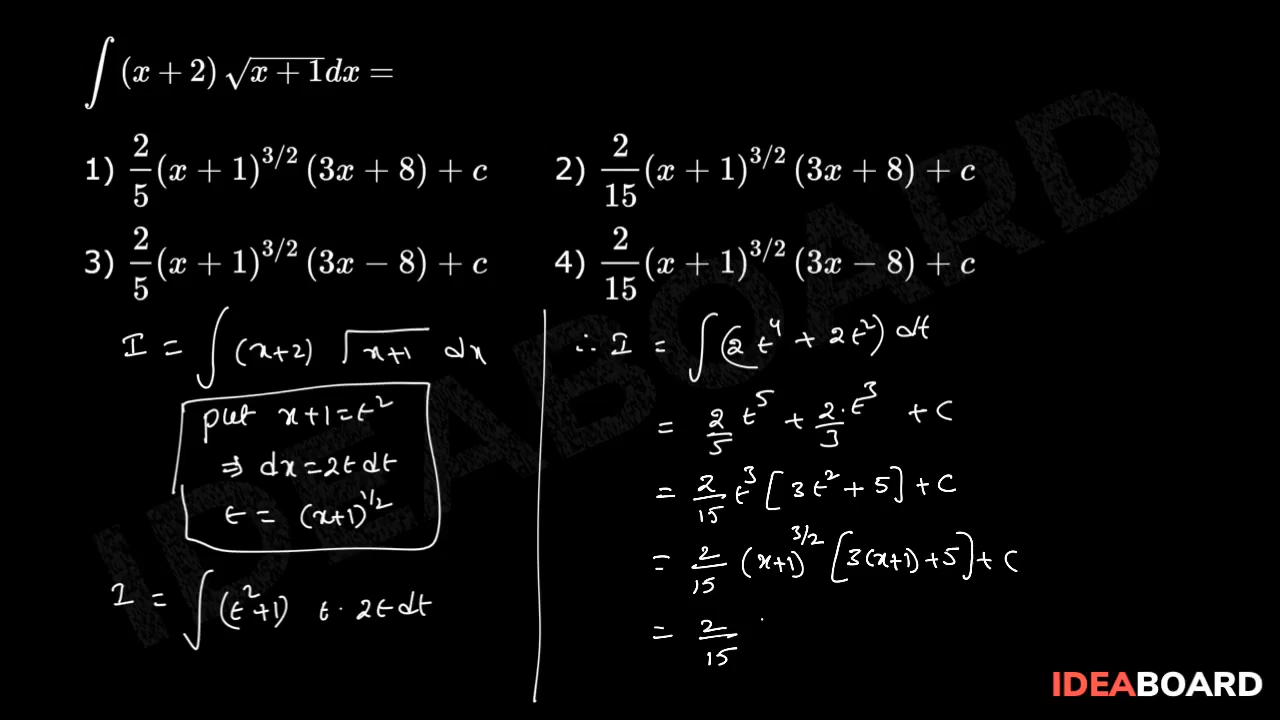 ∫ (x + 2) √(x + 1) dx =
1) 2/5 (x + 1)^{3/2} (3x + 8) + c    2) 2/15 (x + 1)^{3/2} (3x + 8) + c
3) 2/5 (x + 1)^{3/2} (3x − 8) + c    4) 2/15 (x + 1)^{3/2} (3x − 8) + c
I = ∫ (x+2) √(x+1) dx
put x+1 = t²
⇒ dx = 2t dt
t = (x+1)^{1/2}
I = ∫ (t²+1) t · 2t dt
∴ I = ∫ (2t⁴ + 2t²) dt
= 2/5 t⁵ + 2/3 · t³ + c
= 2/15 t³ [3t² + 5] + c
= 2/15 (x+1)^{3/2} [3(x+1) + 5] + c
= 2/15
IDEABOARD
IDEABOARD